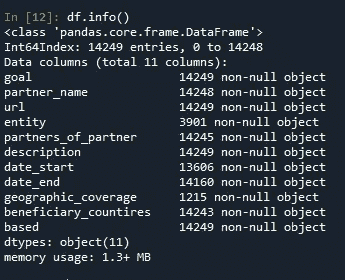 In [12]: df.info()
<class 'pandas.core.frame.DataFrame'>
Int64Index: 14249 entries, 0 to 14248
Data columns (total 11 columns):
goal                      14249 non-null object
partner_name              14248 non-null object
url                       14249 non-null object
entity                    3901 non-null object
partners_of_partner       14245 non-null object
description               14249 non-null object
date_start                13606 non-null object
date_end                  14160 non-null object
geographic_coverage       1215 non-null object
beneficiary_countires     14243 non-null object
based                     14249 non-null object
dtypes: object(11)
memory usage: 1.3+ MB